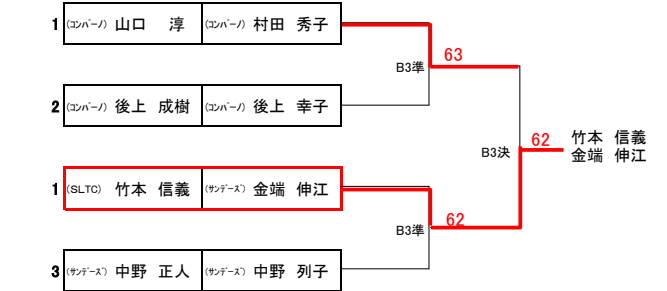 1 (コンバーノ) 山口 淳 (コンバーノ) 村田 秀子
63
B3準
2 (コンバーノ) 後上 成樹 (コンバーノ) 後上 幸子
B3決
62
竹本 信義
金端 伸江
1 (SLTC) 竹本 信義 (サンデーズ) 金端 伸江
62
B3準
3 (サンデーズ) 中野 正人 (サンデーズ) 中野 列子